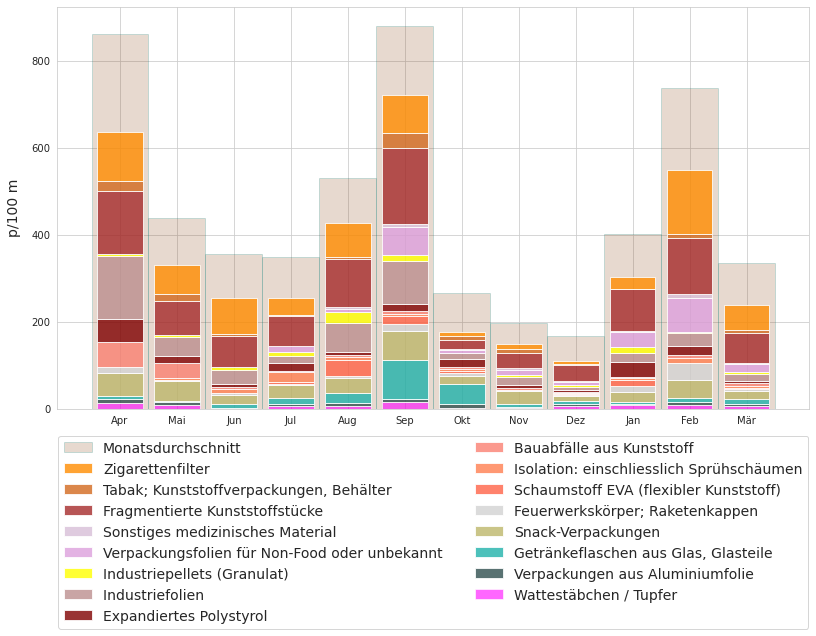 800
600
400
200
0
p/100 m
Apr Mai Jun Jul Aug Sep Okt Nov Dez Jan Feb Mär
Monatsdurchschnitt
Zigarettenfilter
Tabak; Kunststoffverpackungen, Behälter
Fragmentierte Kunststoffstücke
Sonstiges medizinisches Material
Verpackungsfolien für Non-Food oder unbekannt
Industriepellets (Granulat)
Industriefolien
Expandiertes Polystyrol
Bauabfälle aus Kunststoff
Isolation: einschliesslich Sprühschäumen
Schaumstoff EVA (flexibler Kunststoff)
Feuerwerskörper; Raketenkappen
Snack-Verpackungen
Getränkeflaschen aus Glas, Glasteile
Verpackungen aus Aluminiumfolie
Wattestäbchen / Tupfer